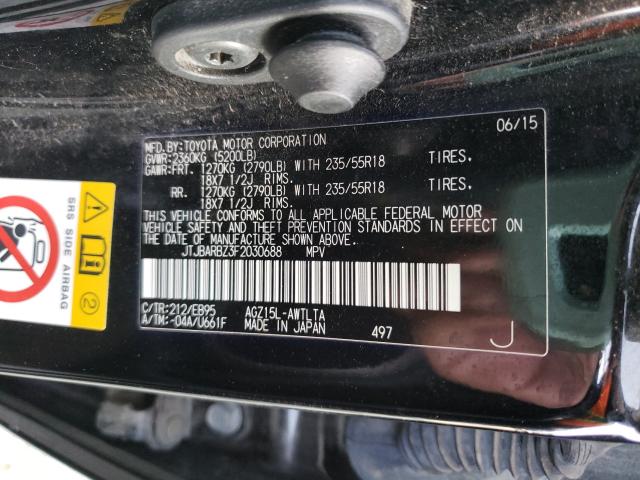 MFD.BY:TOYOTA MOTOR CORPORATION 06/15
GVWR:2360KG (5200LB)
GAWR:FRT. 1270KG (2790LB) WITH 235/55R18 TIRES,
18X7 1/2J RIMS.
RR. 1270KG (2790LB) WITH 235/55R18 TIRES,
18X7 1/2J RIMS.
THIS VEHICLE CONFORMS TO ALL APPLICABLE FEDERAL MOTOR
VEHICLE SAFETY AND THEFT PREVENTION STANDARDS IN EFFECT ON
THE DATE OF MANUFACTURE SHOWN ABOVE.
JTJBARBZ3F2030688 MPV
C/TR:212/EB95 AGZ15L-AWTLTA
A/TM:-04A/U661F MADE IN JAPAN 497
J
SRS SIDE AIRBAG
2